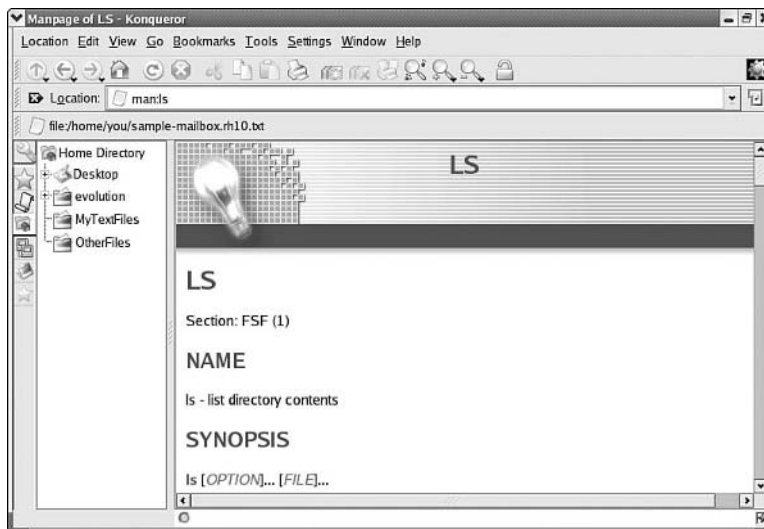 Manpage of LS - Konqueror
Location Edit View Go Bookmarks Tools Settings Window Help
Location: man:ls
file:/home/you/sample-mailbox.rh10.txt
Home Directory
Desktop
evolution
MyTextFiles
OtherFiles
LS
LS
Section: FSF (1)
NAME
ls - list directory contents
SYNOPSIS
ls [OPTION]... [FILE]...